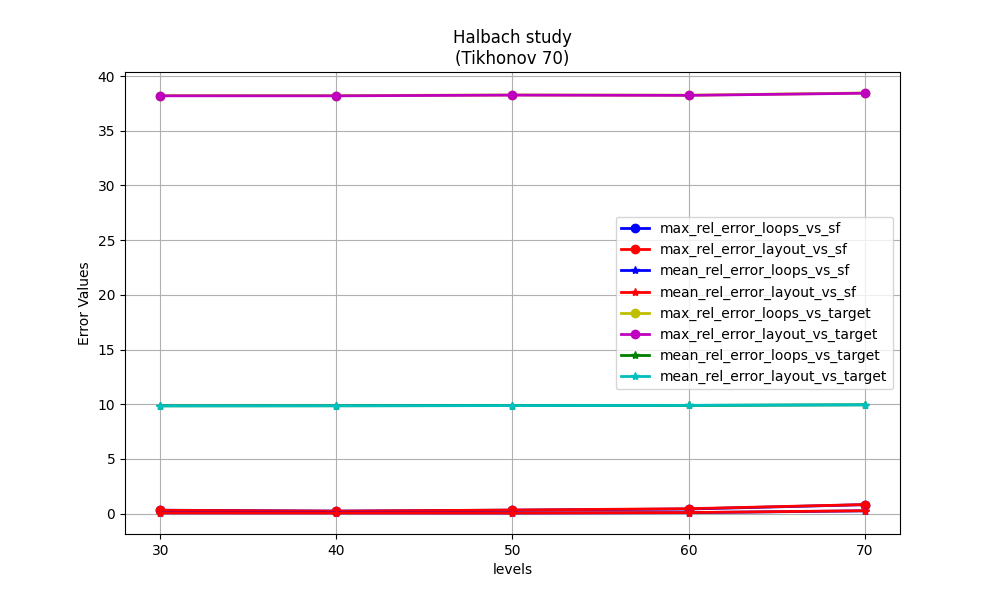 Halbach study
(Tikhonov 70)
Error Values
40
35
30
25
20
15
10
5
0
max_rel_error_loops_vs_sf
max_rel_error_layout_vs_sf
mean_rel_error_loops_vs_sf
mean_rel_error_layout_vs_sf
max_rel_error_loops_vs_target
max_rel_error_layout_vs_target
mean_rel_error_loops_vs_target
mean_rel_error_layout_vs_target
30 40 50 60 70
levels